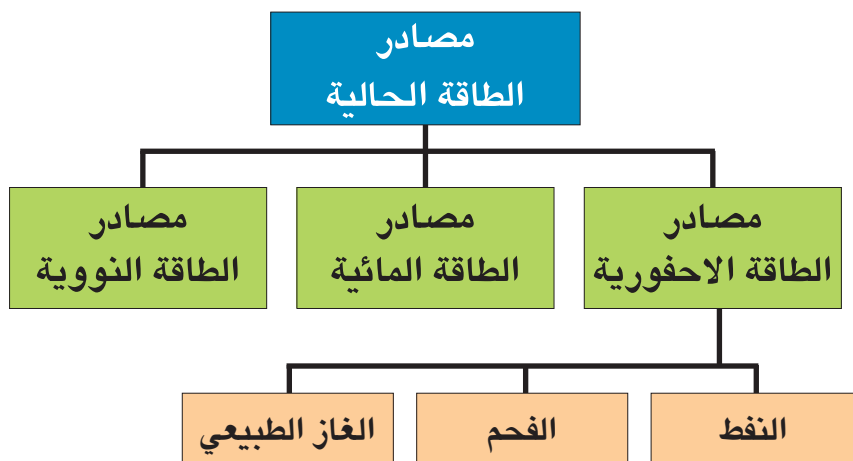 مصادر
الطاقة الحالية
مصادر
الطاقة الاحفورية
مصادر
الطاقة المائية
مصادر
الطاقة النووية
النفط
الفحم
الغاز الطبيعي